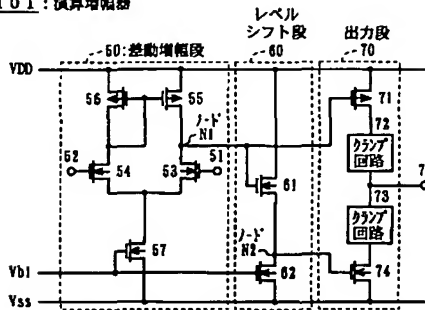 101:演算増幅器
レベル
シフト段
出力段
50:差動増幅段
60
70
VDD
56
55
71
ノード
N1
72
クランプ
回路
52
51
54
53
61
73
クランプ
回路
ノード
N2
57
Vb1
62
74
Vss